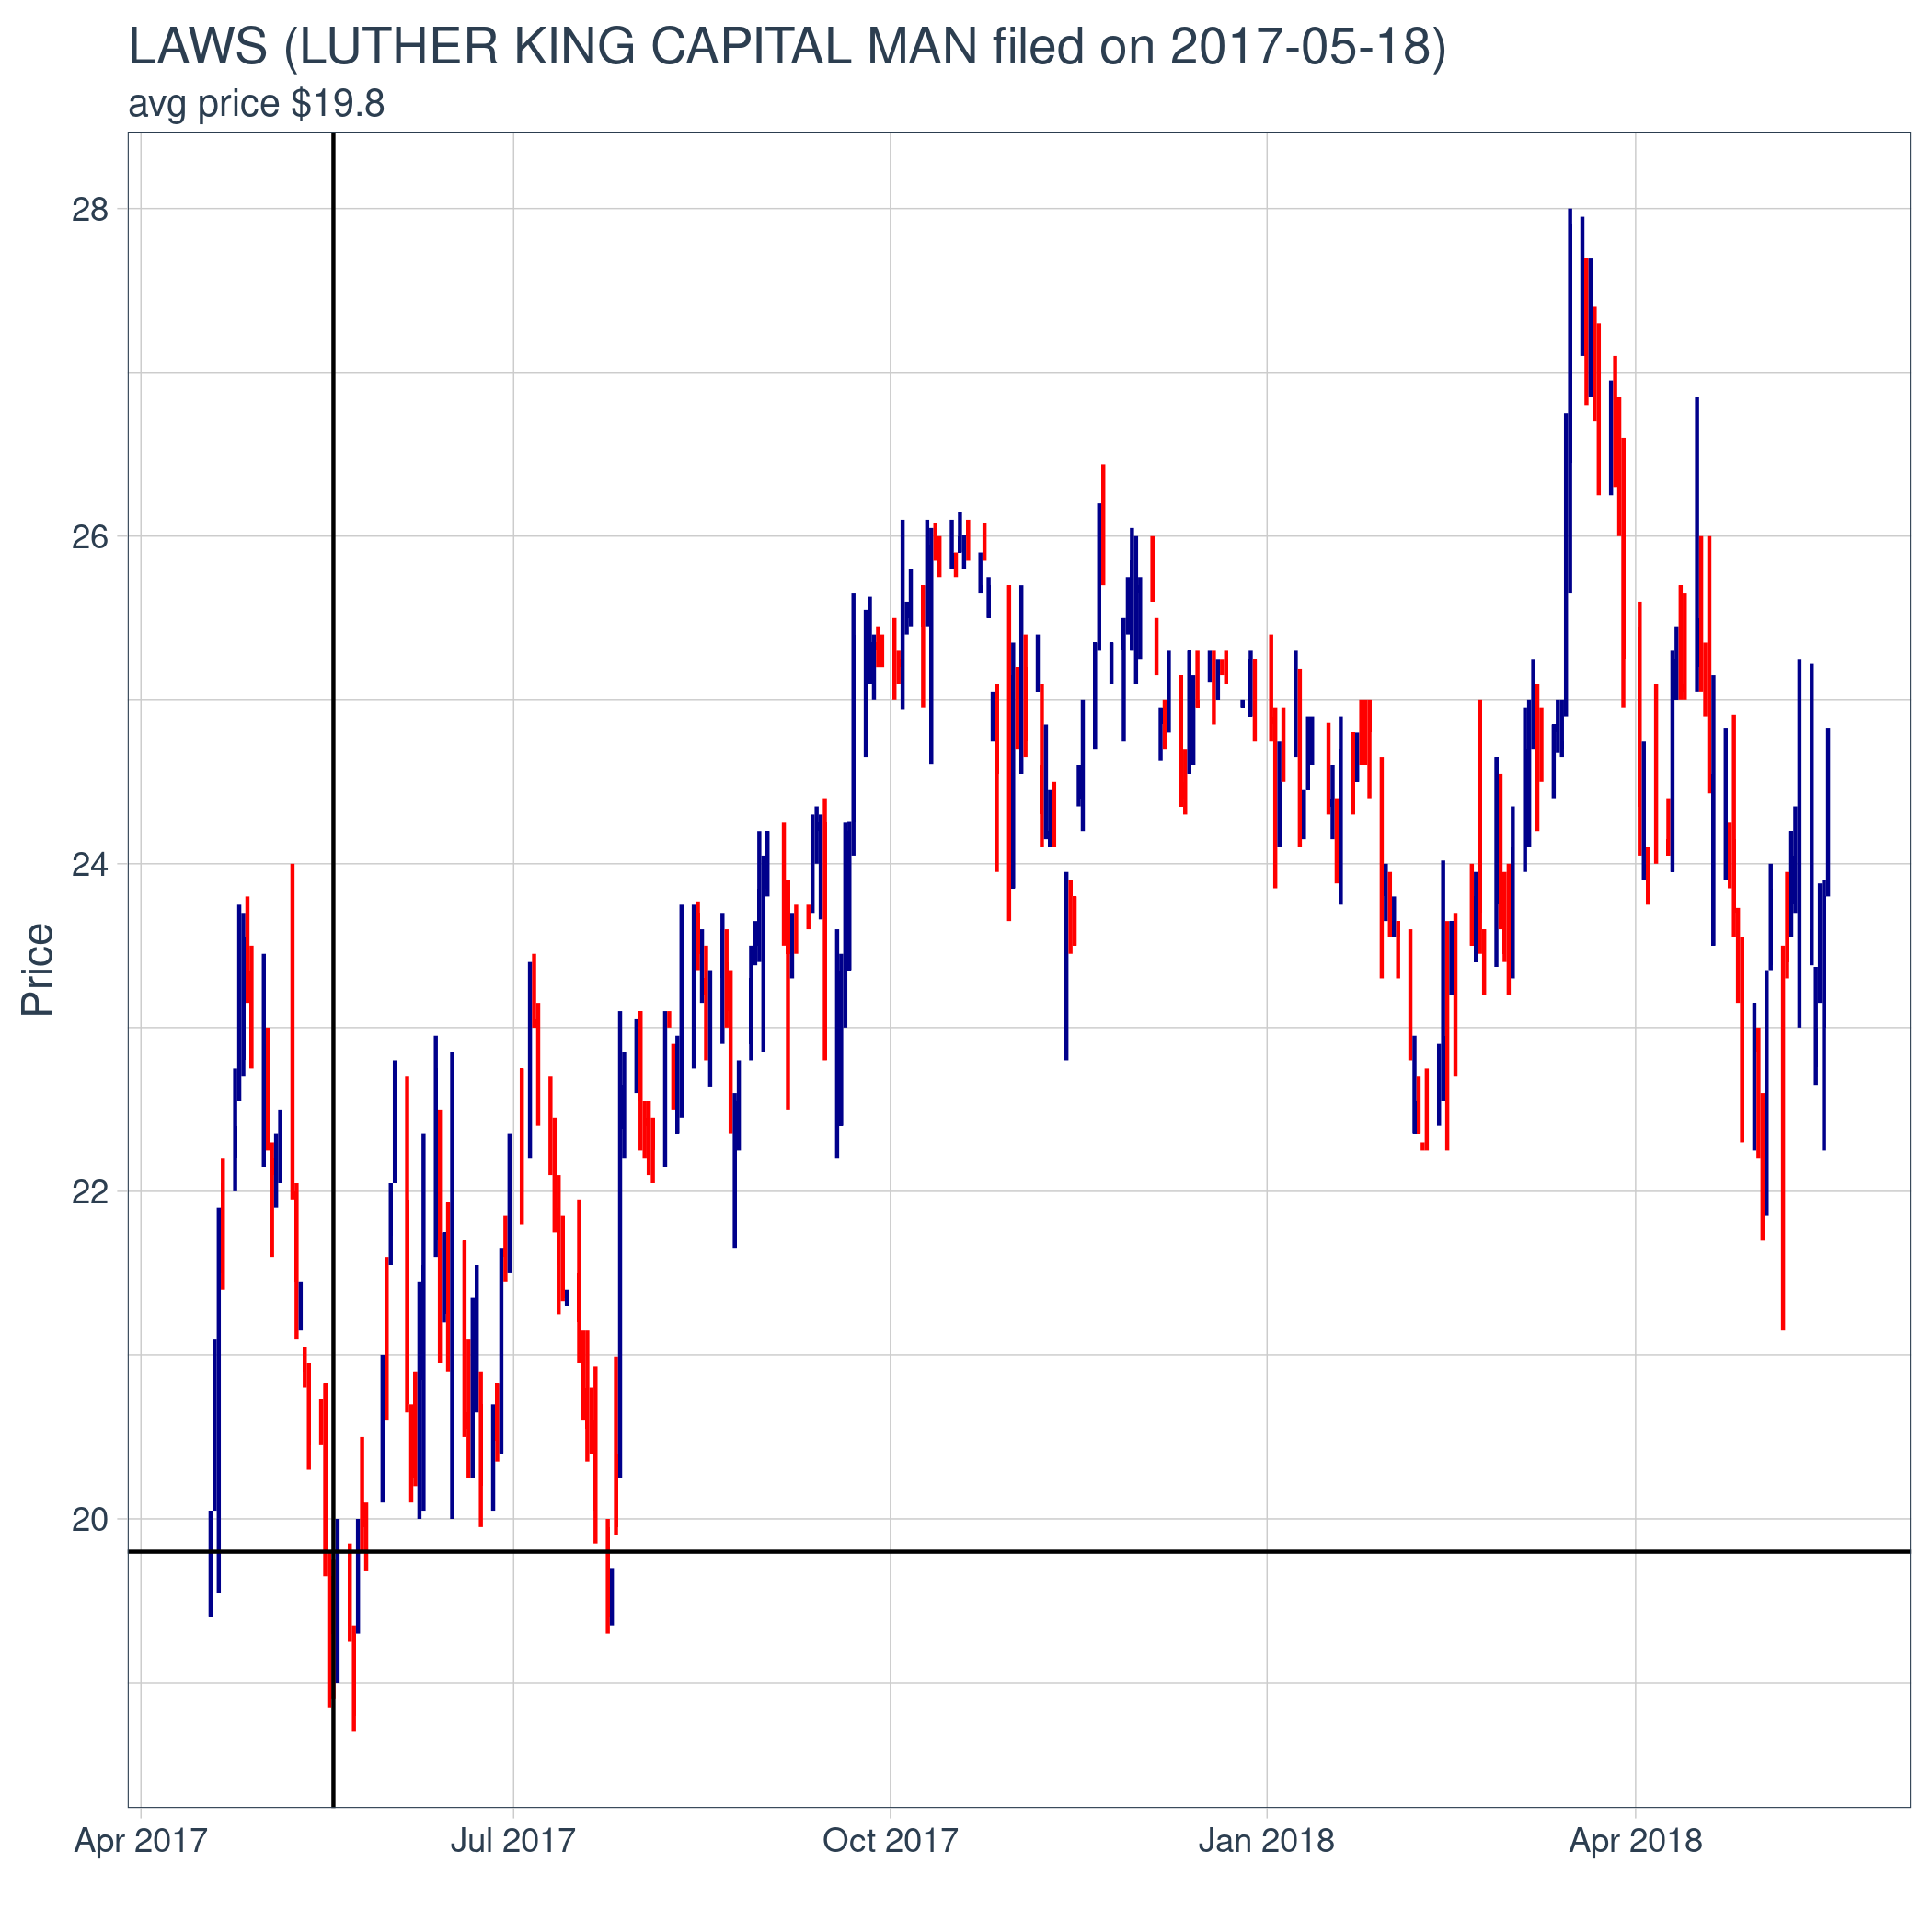 LAWS (LUTHER KING CAPITAL MAN filed on 2017-05-18)
avg price $19.8
28
26
24
22
20
Price
Apr 2017 Jul 2017 Oct 2017 Jan 2018 Apr 2018